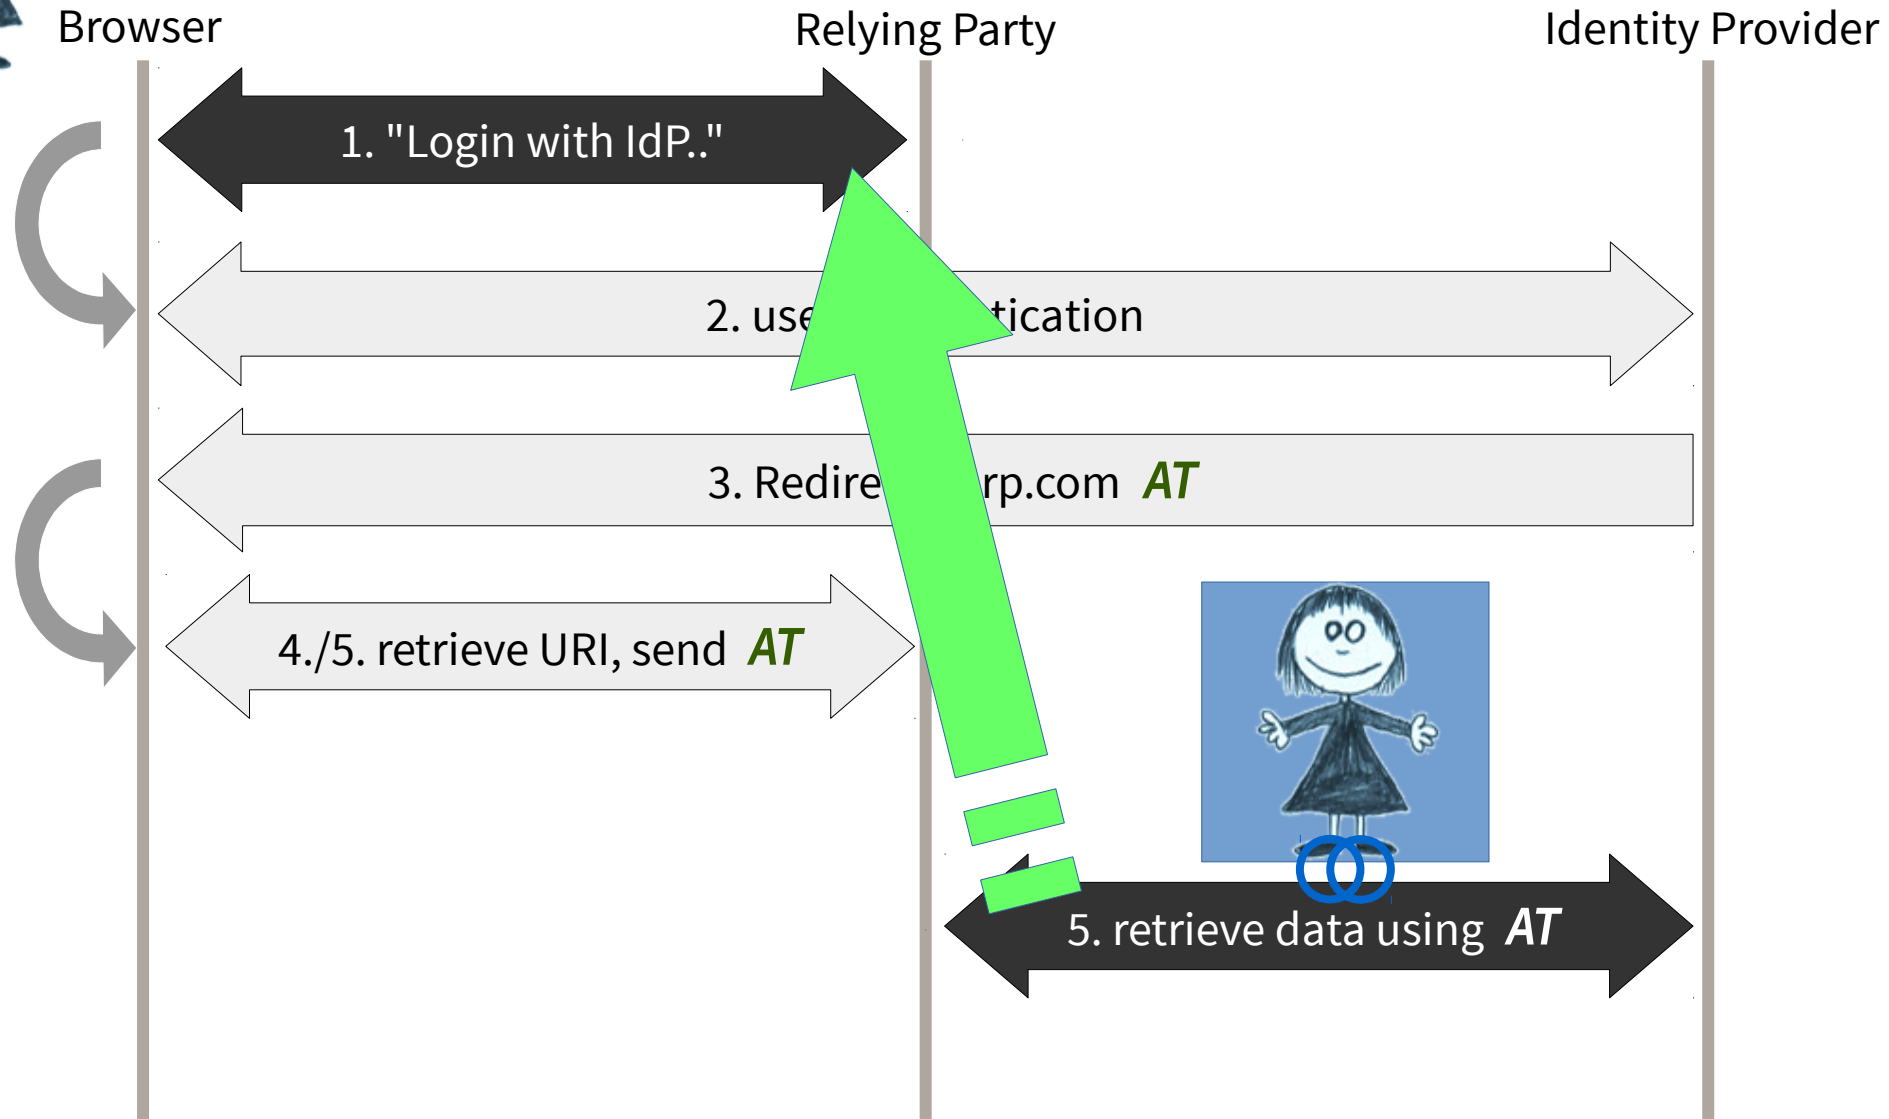 Browser
Relying Party
Identity Provider
1. "Login with IdP.."
2. use tication
3. Redire rp.com AT
4./5. retrieve URI, send AT
5. retrieve data using AT